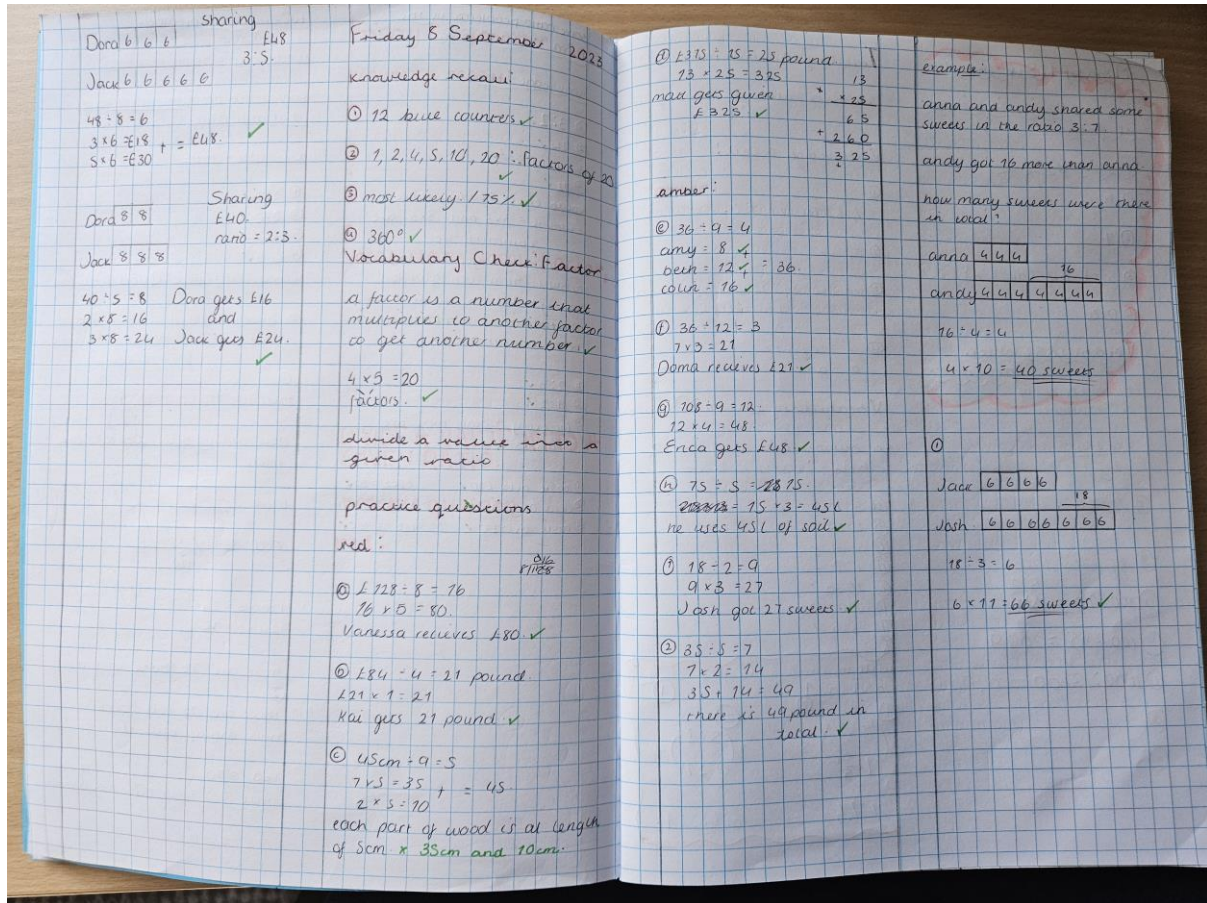 Sharing
Dora 6 6 6 £48
3:5.
Jack 6 6 6 6 6
48 ÷ 8 = 6
3 × 6 = £18
5 × 6 = £30 + = £48.
Sharing
Dora 8 8 £40.
ratio = 2:3.
Jack 8 8 8
40 ÷ 5 = 8 Dora gets £16
2 × 8 = 16 and
3 × 8 = 24 Jack gets £24.
Friday 8 September 2023
knowledge recall:
① 12 blue counters ✓
② 1, 2, 4, 5, 10, 20 : factors of 20
③ most likely. / 75% ✓
④ 360° ✓
Vocabulary Check: Factor
a factor is a number that
multiplies to another factor
to get another number. ✓
4 × 5 = 20
factors. ✓
divide a value into a
given ratio
practice questions
red:
ⓐ £128 ÷ 8 = 16
16 × 5 = 80.
Vanessa recieves £80. ✓
ⓑ £84 ÷ 4 = 21 pound.
£21 × 1 = 21
Kai gets 21 pound ✓
ⓒ 45cm ÷ 9 = 5
7 × 5 = 35
2 × 5 = 10 + = 45.
each part of wood is at length
of 5cm × 35cm and 10cm.
ⓓ £375 ÷ 15 = 25 pound
13 × 25 = 325
matt gets given
£325 ✓
13
× 25
65
+ 260
325
amber:
ⓔ 36 ÷ 9 = 4
amy = 8 ✓
beth = 12 ✓ + = 36.
colin = 16 ✓
ⓕ 36 ÷ 12 = 3
7 × 3 = 21
Doma recieves £21 ✓
ⓖ 108 ÷ 9 = 12.
12 × 4 = 48.
Erica gets £48. ✓
ⓗ 75 ÷ 5 = 15.
= 15 × 3 = 45L
he uses 45L of soil ✓
① 18 ÷ 2 = 9
9 × 3 = 27
Josh got 27 sweets ✓
② 35 ÷ 5 = 7
7 × 2 = 14
35 + 14 = 49
there is 49 pound in
total. ✓
example:
anna and andy shared some
sweets in the ratio 3:7.
andy got 16 more than anna.
how many sweets were there
in total?
anna 4 4 4
16
andy 4 4 4 4 4 4 4
16 ÷ 4 = 4
4 × 10 = 40 sweets
①
Jack 6 6 6 6
18
Josh 6 6 6 6 6 6 6
18 ÷ 3 = 6
6 × 11 = 66 sweets ✓